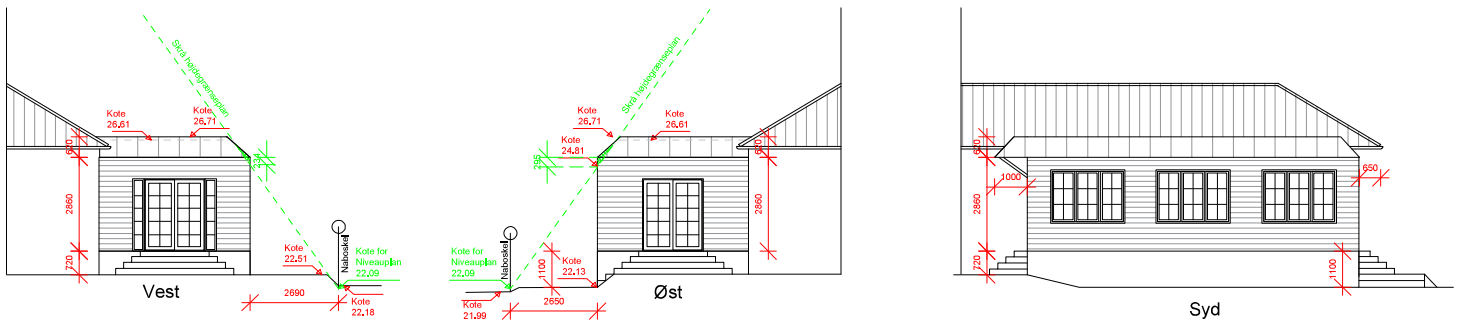 Skrå højdegrænseplan
Kote
26.61
Kote
26.71
670
234
2860
720
Kote
22.51
Naboskel
Kote for
Niveauplan
22.09
2690
Kote
22.18
Vest
Skrå højdegrænseplan
Kote
26.71
Kote
26.61
Kote
24.81
295
670
2860
Kote for
Niveauplan
22.09
Naboskel
1100
Kote
22.13
Kote
21.99
2650
Øst
670
1000
650
2860
720
1100
Syd